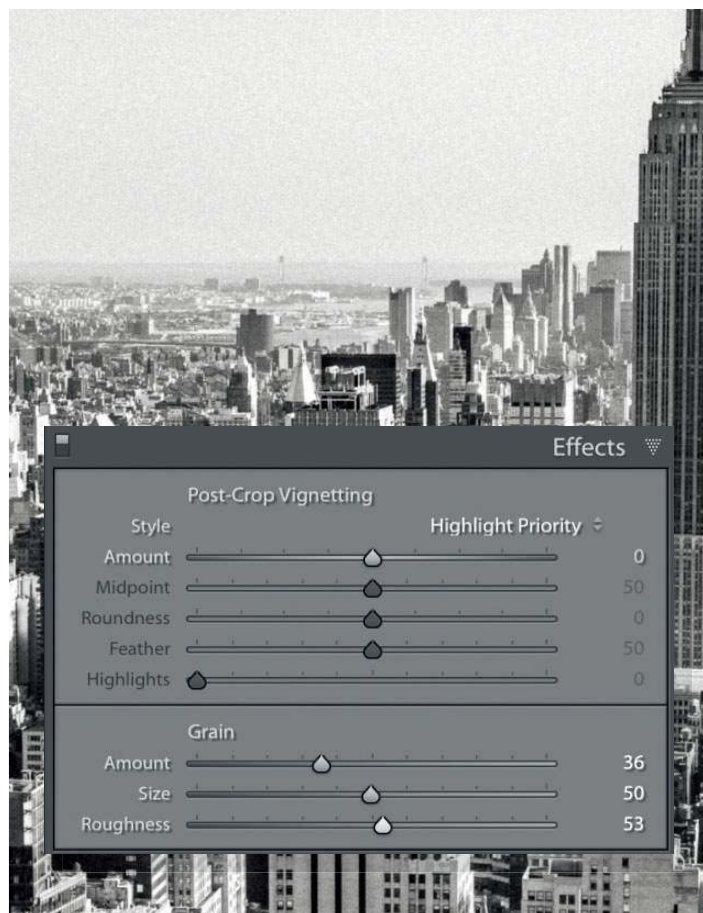 Effects
Post-Crop Vignetting
Style Highlight Priority
Amount 0
Midpoint 50
Roundness 0
Feather 50
Highlights 0
Grain
Amount 36
Size 50
Roughness 53